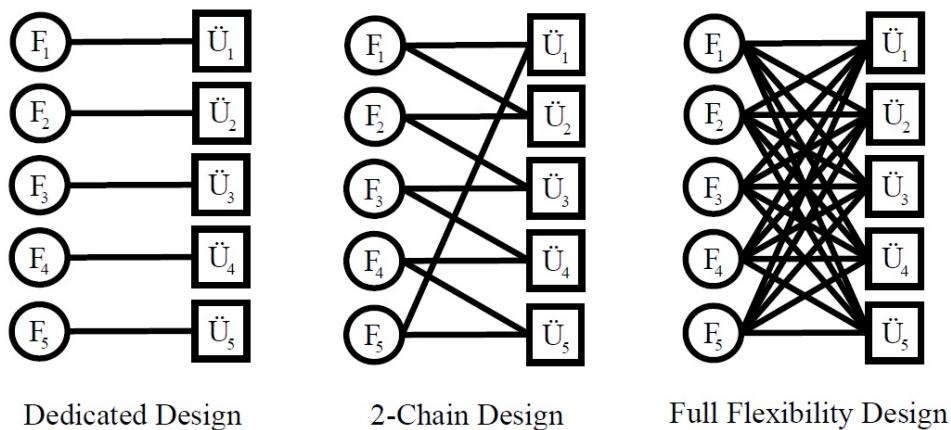 F1 Ü1 F1 Ü1 F1 Ü1
F2 Ü2 F2 Ü2 F2 Ü2
F3 Ü3 F3 Ü3 F3 Ü3
F4 Ü4 F4 Ü4 F4 Ü4
F5 Ü5 F5 Ü5 F5 Ü5
Dedicated Design 2-Chain Design Full Flexibility Design